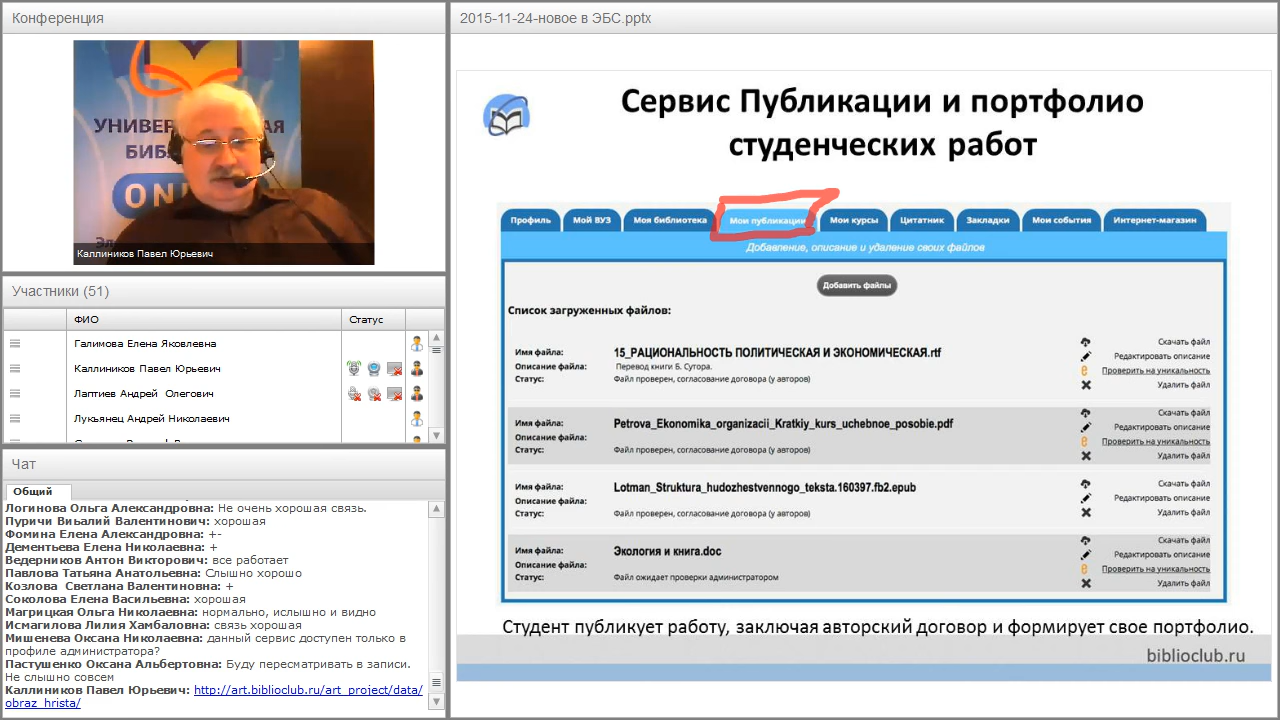 Конференция
УНИВЕР
АЯ
БИБЛ
ONL
Каллиников Павел Юрьевич
Участники (51)
ФИО Статус
Галимова Елена Яковлевна
Каллиников Павел Юрьевич
Лаптиев Андрей Олегович
Лукьянец Андрей Николаевич
Чат
Общий
Логинова Ольга Александровна: Не очень хорошая связь.
Пуричи Виьалий Валентинович: хорошая
Фомина Елена Александровна: +-
Дементьева Елена Николаевна: +
Ведерников Антон Викторович: все работает
Павлова Татьяна Анатольевна: Слышно хорошо
Козлова Светлана Валентиновна: +
Соколова Елена Васильевна: хорошая
Магрицкая Ольга Николаевна: нормально, ислышно и видно
Исмагилова Лилия Хамбаловна: связь хорошая
Мишенева Оксана Николаевна: данный сервис доступен только в
профиле администратора?
Пастушенко Оксана Альбертовна: Буду пересматривать в записи.
Не слышно совсем
Каллиников Павел Юрьевич: http://art.biblioclub.ru/art_project/data/
obraz_hrista/
2015-11-24-новое в ЭБС.pptx
Сервис Публикации и портфолио
студенческих работ
Профиль Мой ВУЗ Моя библиотека Мои публикации Мои курсы Цитатник Закладки Мои события Интернет-магазин
Добавление, описание и удаление своих файлов
Добавить файлы
Список загруженных файлов:
Имя файла: 15_РАЦИОНАЛЬНОСТЬ ПОЛИТИЧЕСКАЯ И ЭКОНОМИЧЕСКАЯ.rtf
Описание файла: Перевод книги Б. Сутора.
Статус: Файл проверен, согласование договора (у авторов)
Скачать файл
Редактировать описание
Проверить на уникальность
Удалить файл
Имя файла: Petrova_Ekonomika_organizacii_Kratkiy_kurs_uchebnoe_posobie.pdf
Описание файла:
Статус: Файл проверен, согласование договора (у авторов)
Скачать файл
Редактировать описание
Проверить на уникальность
Удалить файл
Имя файла: Lotman_Struktura_hudozhestvennogo_teksta.160397.fb2.epub
Описание файла:
Статус: Файл проверен, согласование договора (у авторов)
Скачать файл
Редактировать описание
Удалить файл
Имя файла: Экология и книга.doc
Описание файла:
Статус: Файл ожидает проверки администратором
Скачать файл
Редактировать описание
Проверить на уникальность
Удалить файл
Студент публикует работу, заключая авторский договор и формирует свое портфолио.
biblioclub.ru